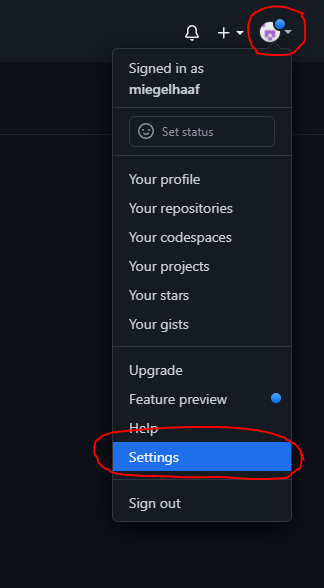 Signed in as
miegelhaaf
Set status
Your profile
Your repositories
Your codespaces
Your projects
Your stars
Your gists
Upgrade
Feature preview
Help
Settings
Sign out